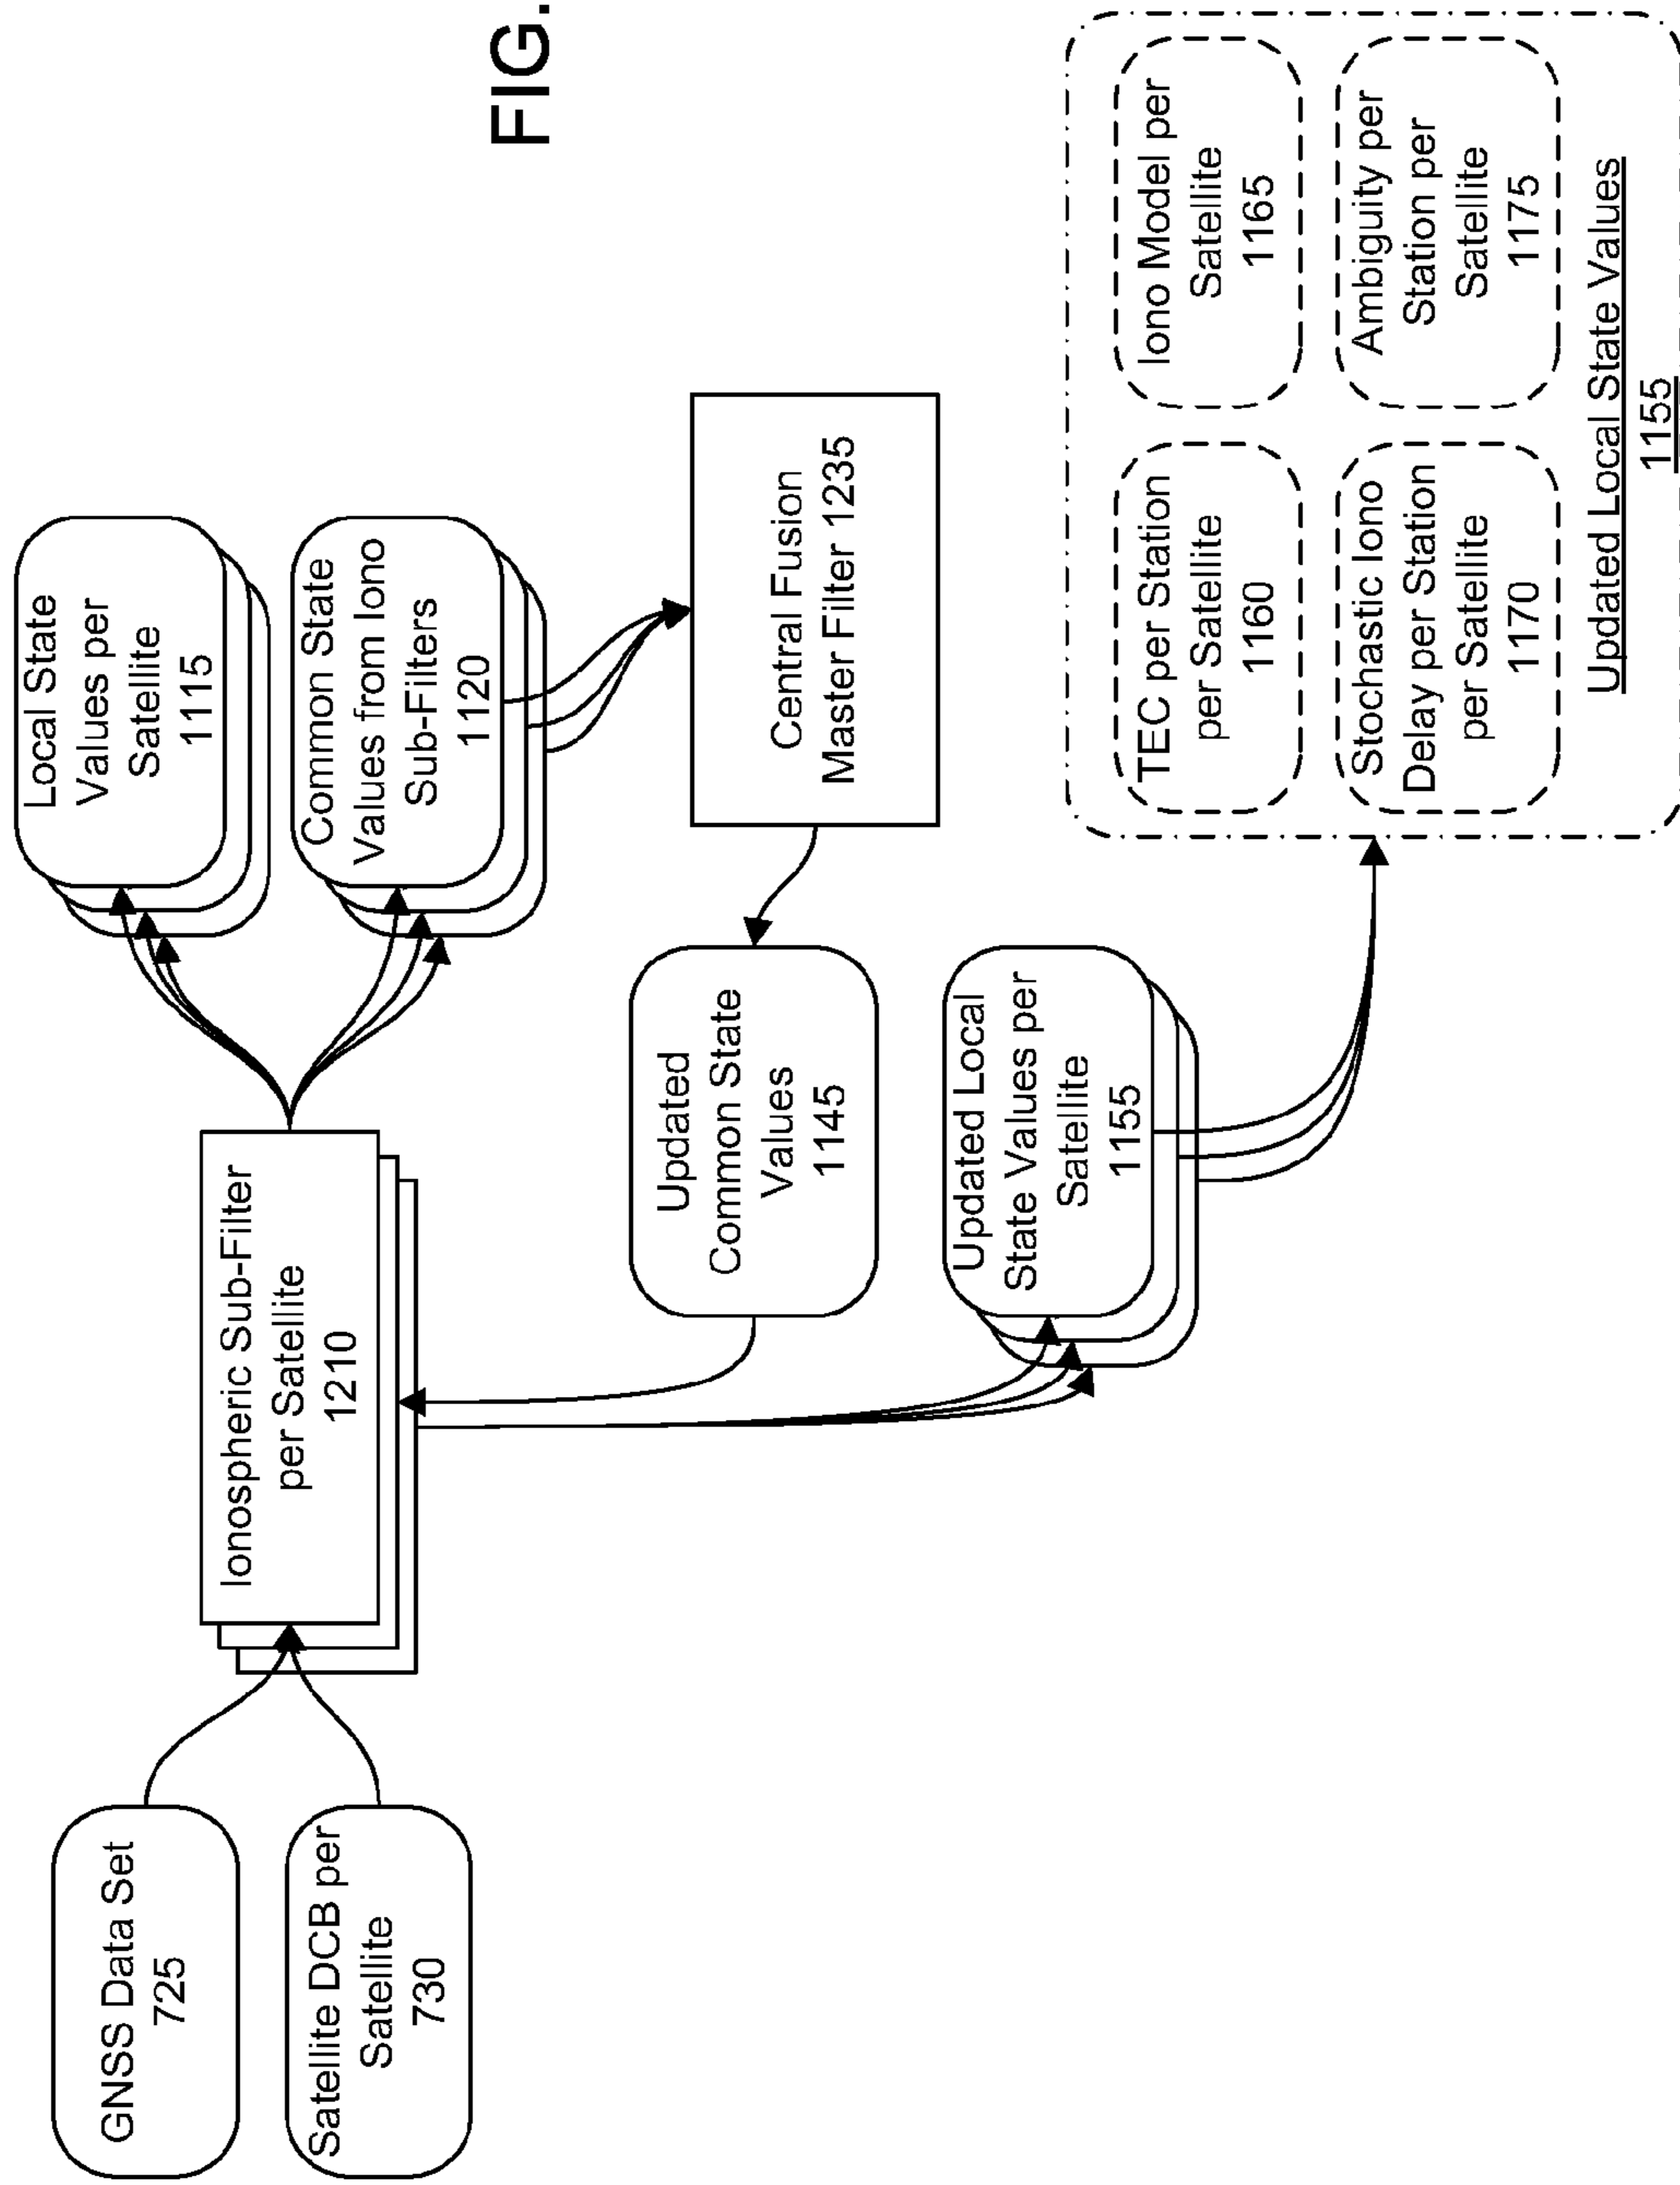 GNSS Data Set
725
Satellite DCB per
Satellite
730
Ionospheric Sub-Filter
per Satellite
1210
Local State
Values per
Satellite
1115
Common State
Values from Iono
Sub-Filters
1120
FIG.
Central Fusion
Master Filter 1235
Updated
Common State
Values
1145
Updated Local
State Values per
Satellite
1155
TEC per Station
per Satellite
1160
Iono Model per
Satellite
1165
Stochastic Iono
Delay per Station
per Satellite
1170
Ambiguity per
Station per
Satellite
1175
Updated Local State Values
1155